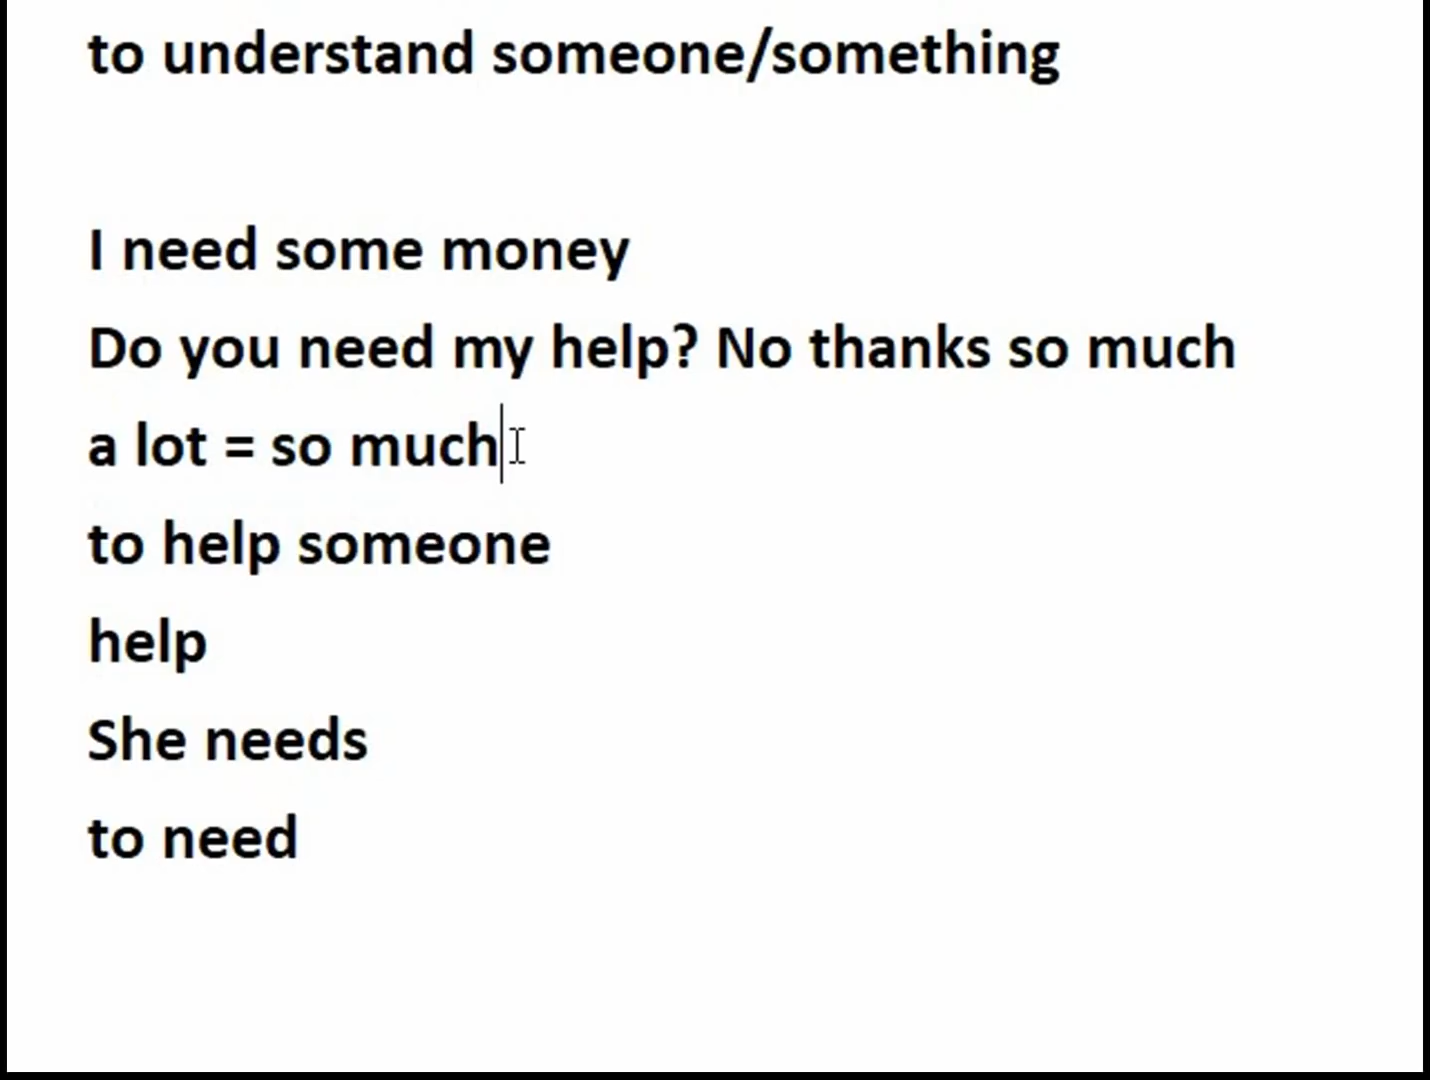 to understand someone/something
I need some money
Do you need my help? No thanks so much
a lot = so much
to help someone
help
She needs
to need